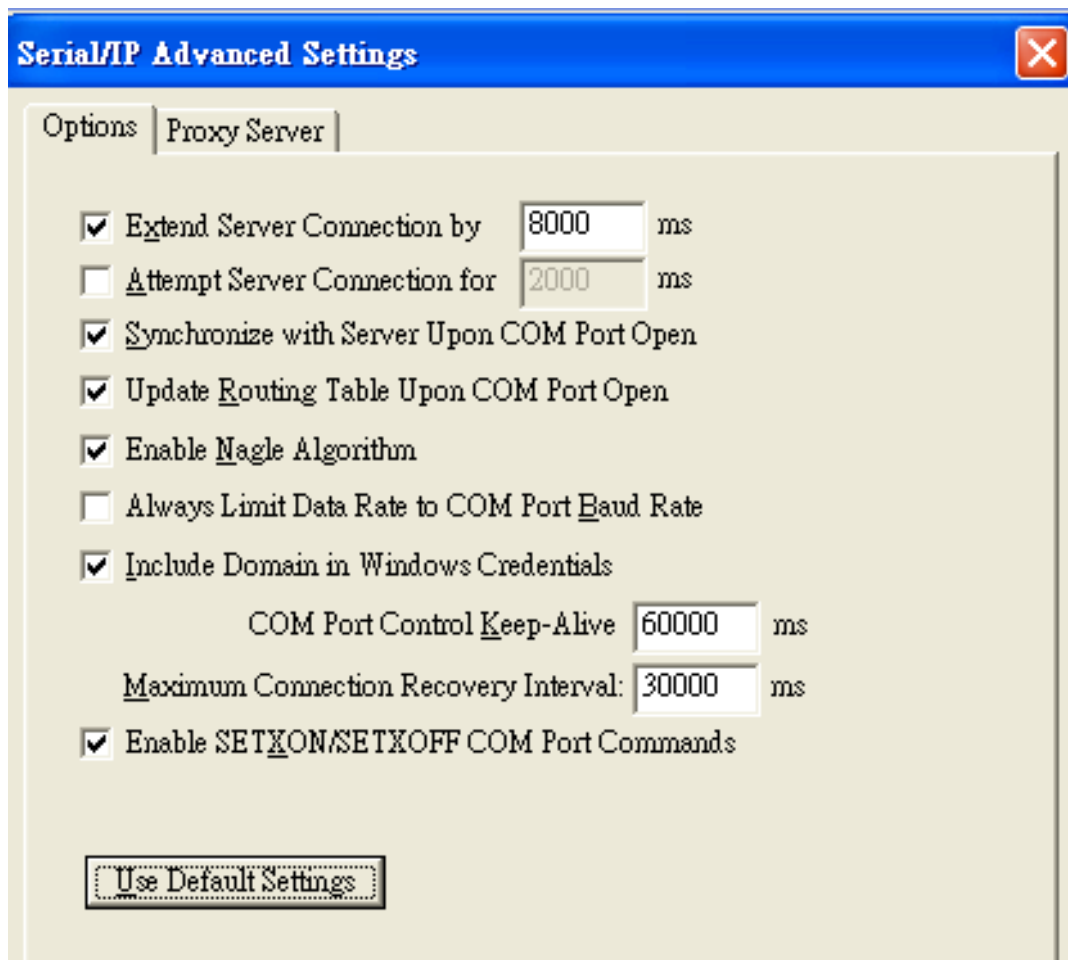 Serial/IP Advanced Settings
Options Proxy Server
Extend Server Connection by 8000 ms
Attempt Server Connection for 2000 ms
Synchronize with Server Upon COM Port Open
Update Routing Table Upon COM Port Open
Enable Nagle Algorithm
Always Limit Data Rate to COM Port Baud Rate
Include Domain in Windows Credentials
COM Port Control Keep-Alive 60000 ms
Maximum Connection Recovery Interval: 30000 ms
Enable SETXON/SETXOFF COM Port Commands
Use Default Settings